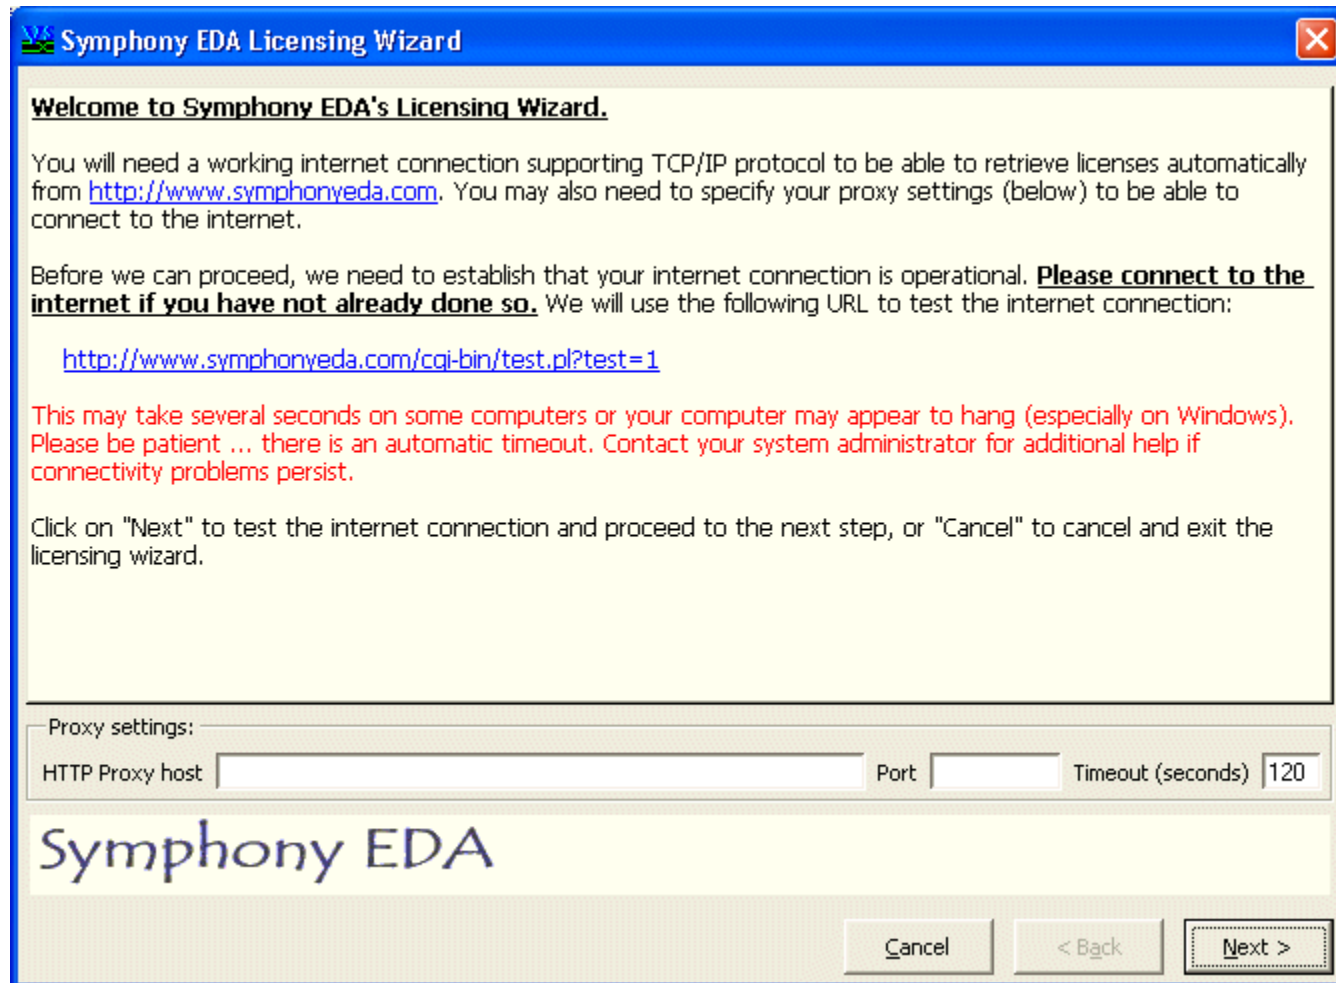 Symphony EDA Licensing Wizard
Welcome to Symphony EDA's Licensing Wizard.
You will need a working internet connection supporting TCP/IP protocol to be able to retrieve licenses automatically
from http://www.symphonyeda.com. You may also need to specify your proxy settings (below) to be able to
connect to the internet.
Before we can proceed, we need to establish that your internet connection is operational. Please connect to the
internet if you have not already done so. We will use the following URL to test the internet connection:
http://www.symphonyeda.com/cgi-bin/test.pl?test=1
This may take several seconds on some computers or your computer may appear to hang (especially on Windows).
Please be patient ... there is an automatic timeout. Contact your system administrator for additional help if
connectivity problems persist.
Click on "Next" to test the internet connection and proceed to the next step, or "Cancel" to cancel and exit the
licensing wizard.
Proxy settings:
HTTP Proxy host Port Timeout (seconds) 120
Symphony EDA
Cancel < Back Next >